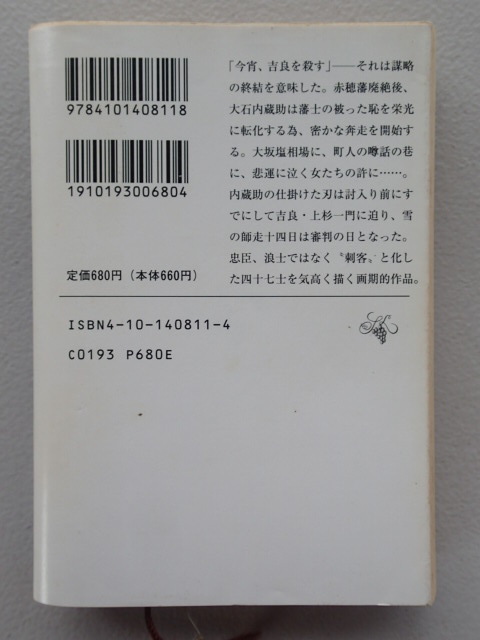 9784101408118
1910193006804
定価680円(本体660円)
「今宵、吉良を殺す」――それは謀略
の終結を意味した。赤穂藩廃絶後、
大石内蔵助は藩士の被った恥を栄光
に転化する為、密かな奔走を開始す
る。大坂塩相場に、町人の噂話の巷
に、悲運に泣く女たちの許に……。
内蔵助の仕掛けた刃は討入り前にす
でにして吉良・上杉一門に迫り、雪
の師走十四日は審判の日となった。
忠臣、浪士ではなく〝刺客〟と化し
た四十七士を気高く描く画期的作品。
ISBN4-10-140811-4
C0193 P680E